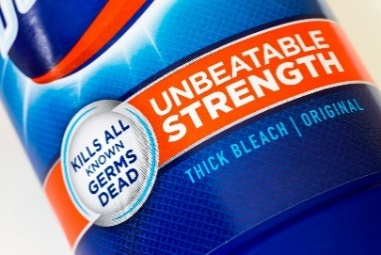 UNBEATABLE
STRENGTH
THICK BLEACH | ORIGINAL
KILLS ALL
KNOWN
GERMS
DEAD